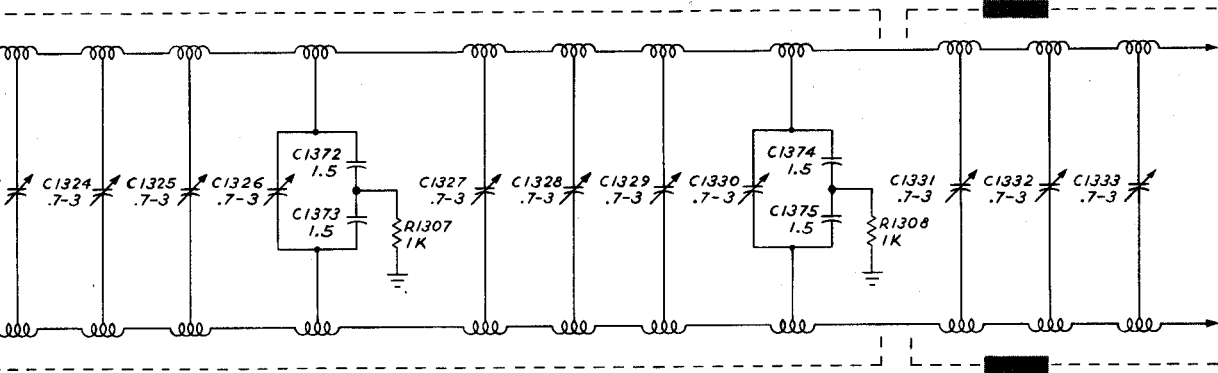 C1324
.7-3
C1325
.7-3
C1326
.7-3
C1372
1.5
C1373
1.5
R1307
1K
C1327
.7-3
C1328
.7-3
C1329
.7-3
C1330
.7-3
C1374
1.5
C1375
1.5
R1308
1K
C1331
.7-3
C1332
.7-3
C1333
.7-3